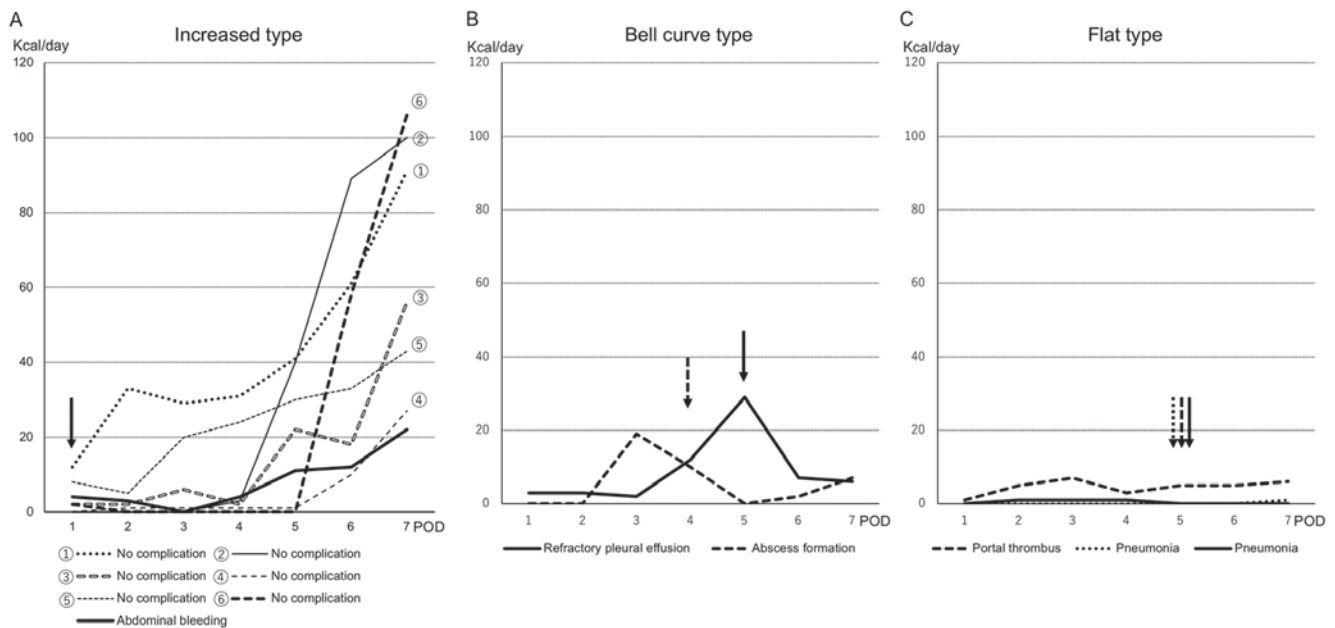 A
Increased type
Kcal/day
120
100
80
60
40
20
0
1 2 3 4 5 6 7 POD
⑥
②
①
③
⑤
④
① No complication ② No complication
③ No complication ④ No complication
⑤ No complication ⑥ No complication
Abdominal bleeding
B
Bell curve type
Kcal/day
120
100
80
60
40
20
0
1 2 3 4 5 6 7 POD
Refractory pleural effusion Abscess formation
C
Flat type
Kcal/day
120
100
80
60
40
20
0
1 2 3 4 5 6 7 POD
Portal thrombus Pneumonia Pneumonia